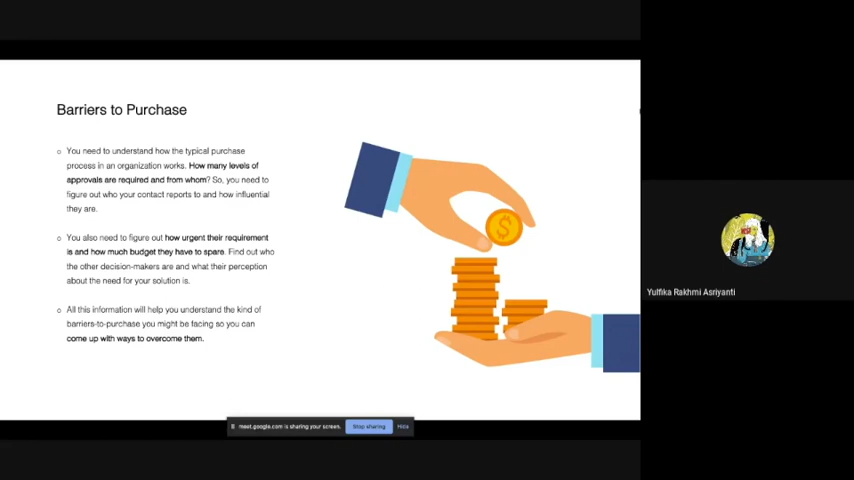 Barriers to Purchase
You need to understand how the typical purchase
process in an organization works. How many levels of
approvals are required and from whom? So, you need to
figure out who your contact reports to and how influential
they are.
You also need to figure out how urgent their requirement
is and how much budget they have to spare. Find out who
the other decision-makers are and what their perception
about the need for your solution is.
All this information will help you understand the kind of
barriers-to-purchase you might be facing so you can
come up with ways to overcome them.
$
Yulfika Rakhmi Asriyanti
meet.google.com is sharing your screen. Stop sharing Hide